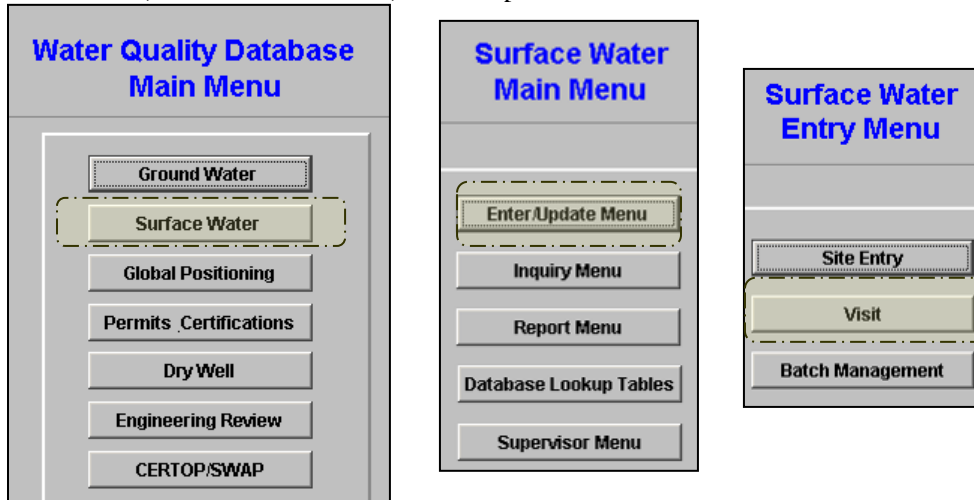 Water Quality Database
Main Menu
Ground Water
Surface Water
Global Positioning
Permits Certifications
Dry Well
Engineering Review
CERTOP/SWAP
Surface Water
Main Menu
Enter/Update Menu
Inquiry Menu
Report Menu
Database Lookup Tables
Supervisor Menu
Surface Water
Entry Menu
Site Entry
Visit
Batch Management